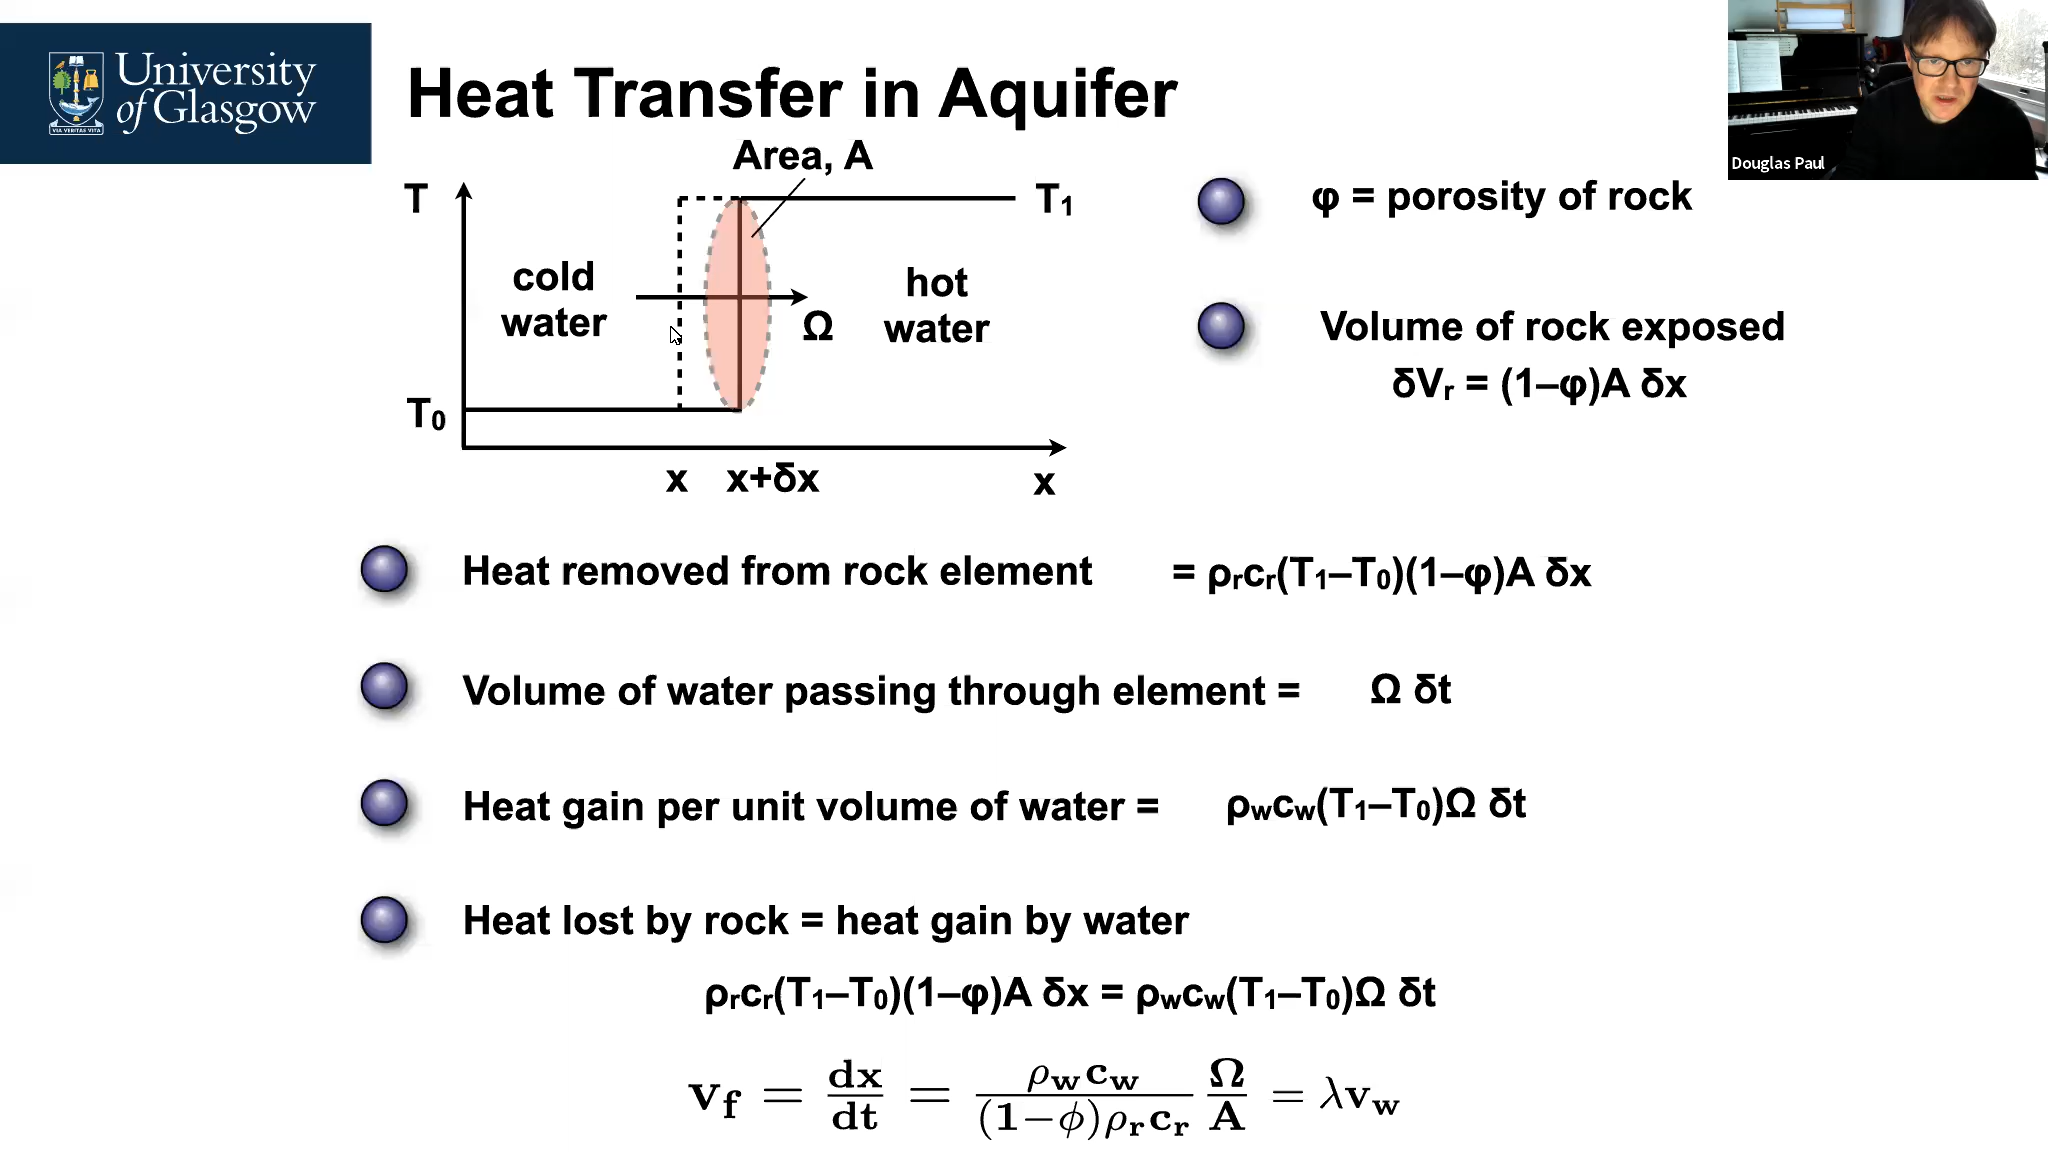 University
of Glasgow
VIA VERITAS VITA
Heat Transfer in Aquifer
Douglas Paul
Area, A
T
T₁
cold
water
hot
water
Ω
T₀
x
x+δx
x
φ = porosity of rock
Volume of rock exposed
δVᵣ = (1–φ)A δx
Heat removed from rock element = ρᵣcᵣ(T₁–T₀)(1–φ)A δx
Volume of water passing through element = Ω δt
Heat gain per unit volume of water = ρwcw(T₁–T₀)Ω δt
Heat lost by rock = heat gain by water
ρᵣcᵣ(T₁–T₀)(1–φ)A δx = ρwcw(T₁–T₀)Ω δt
vf = dx/dt = ρwcw/((1–ϕ)ρᵣcᵣ) Ω/A = λvw